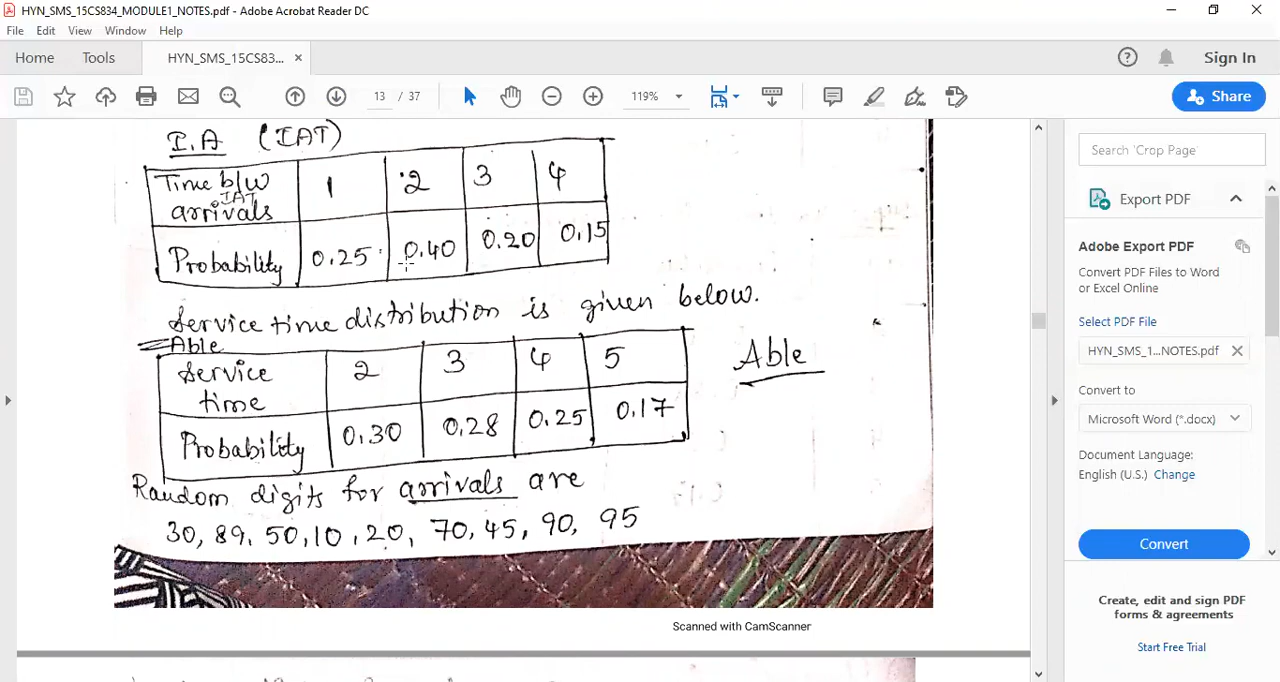 HYN_SMS_15CS834_MODULE1_NOTES.pdf - Adobe Acrobat Reader DC
File Edit View Window Help
Home Tools HYN_SMS_15CS83... × Sign In
13 / 37 119% Share
I.A (IAT)
Time b/w IAT arrivals 1 2 3 4
Probability 0.25 0.40 0.20 0.15
Service time distribution is given below.
Able
Service time 2 3 4 5 Able
Probability 0.30 0.28 0.25 0.17
Random digits for arrivals are
30, 89, 50, 10, 20, 70, 45, 90, 95
Scanned with CamScanner
Search 'Crop Page'
Export PDF
Adobe Export PDF
Convert PDF Files to Word
or Excel Online
Select PDF File
HYN_SMS_1...NOTES.pdf
Convert to
Microsoft Word (*.docx)
Document Language:
English (U.S.) Change
Convert
Create, edit and sign PDF
forms & agreements
Start Free Trial